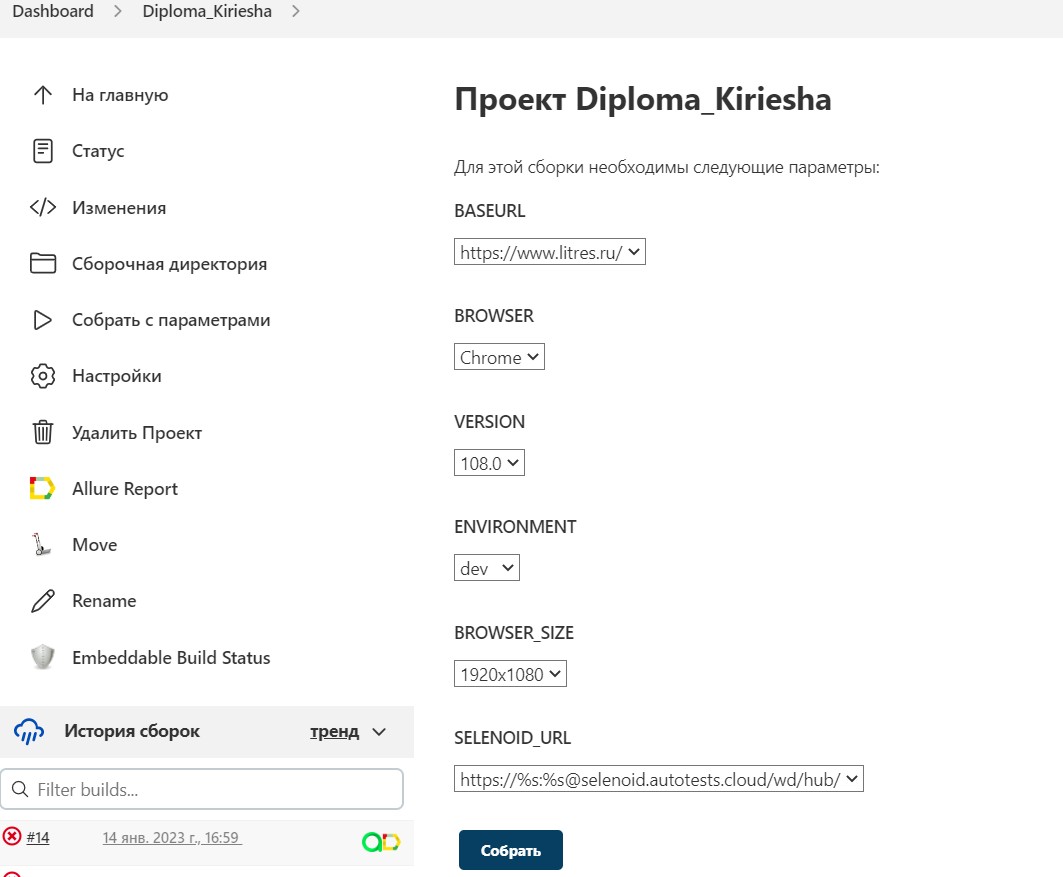 Dashboard > Diploma_Kiriesha >
На главную
Статус
Изменения
Сборочная директория
Собрать с параметрами
Настройки
Удалить Проект
Allure Report
Move
Rename
Embeddable Build Status
История сборок тренд
Filter builds...
#14 14 янв. 2023 г., 16:59
Проект Diploma_Kiriesha
Для этой сборки необходимы следующие параметры:
BASEURL
https://www.litres.ru/
BROWSER
Chrome
VERSION
108.0
ENVIRONMENT
dev
BROWSER_SIZE
1920x1080
SELENOID_URL
https://%s:%s@selenoid.autotests.cloud/wd/hub/
Собрать